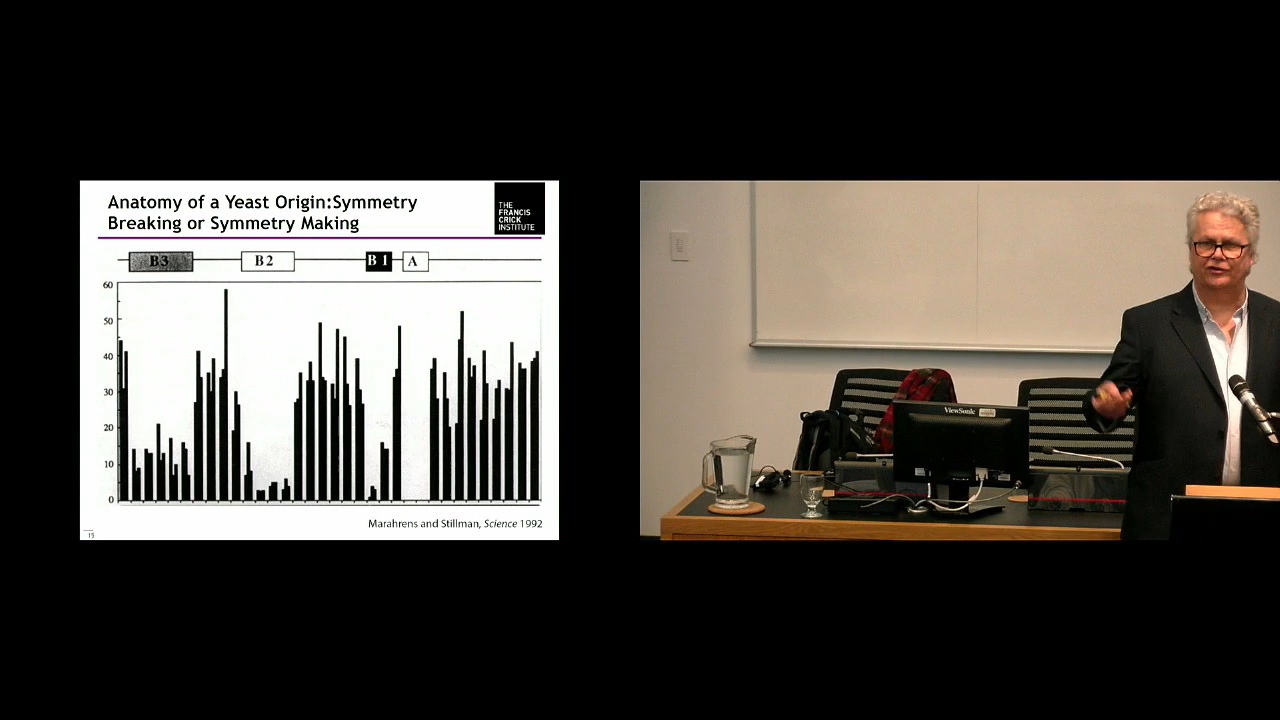 Anatomy of a Yeast Origin:Symmetry
Breaking or Symmetry Making
THE
FRANCIS
CRICK
INSTITUTE
B3
B2
B1
A
60
50
40
30
20
10
0
Marahrens and Stillman, Science 1992
15
ViewSonic